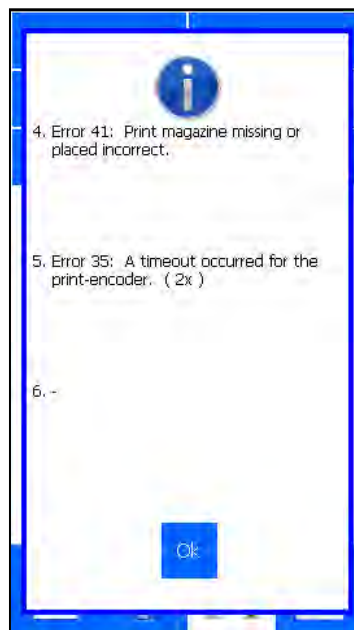 4. Error 41: Print magazine missing or
placed incorrect.
5. Error 35: A timeout occurred for the
print-encoder. ( 2x )
6. -
Ok